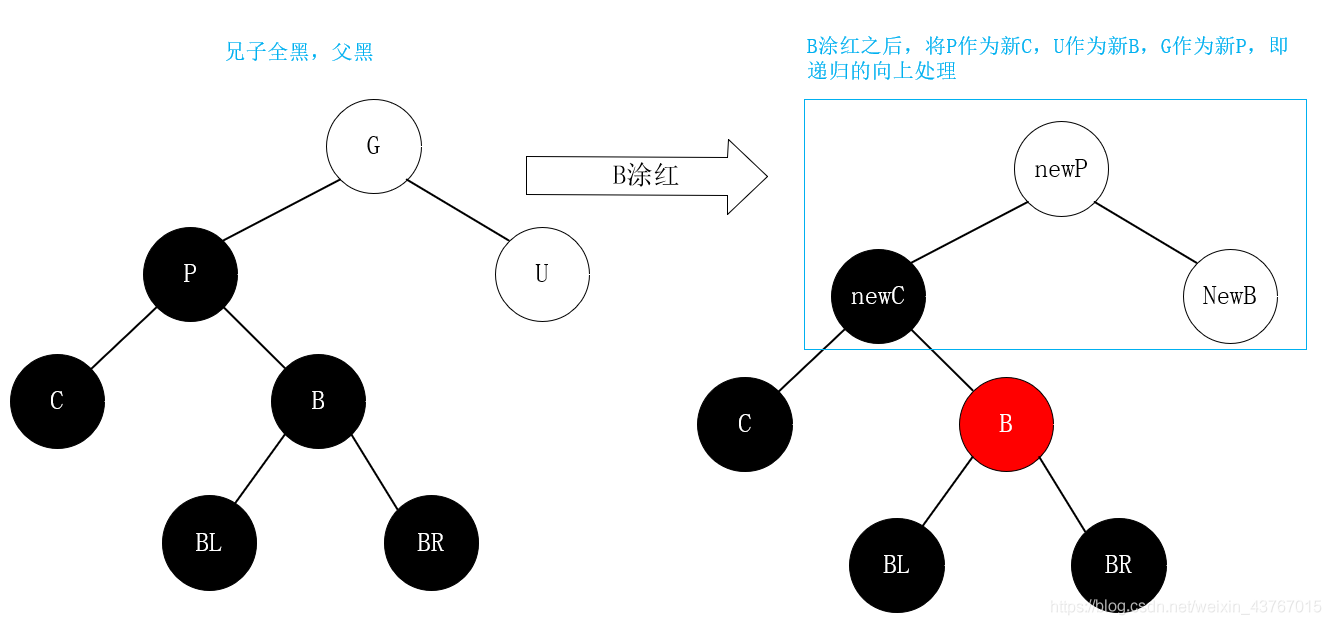 兄子全黑，父黑
G
P
U
C
B
BL
BR
B涂红
B涂红之后，将P作为新C，U作为新B，G作为新P，即
递归的向上处理
newP
newC
NewB
C
B
BL
BR
https://blog.csdn.net/weixin_43767015